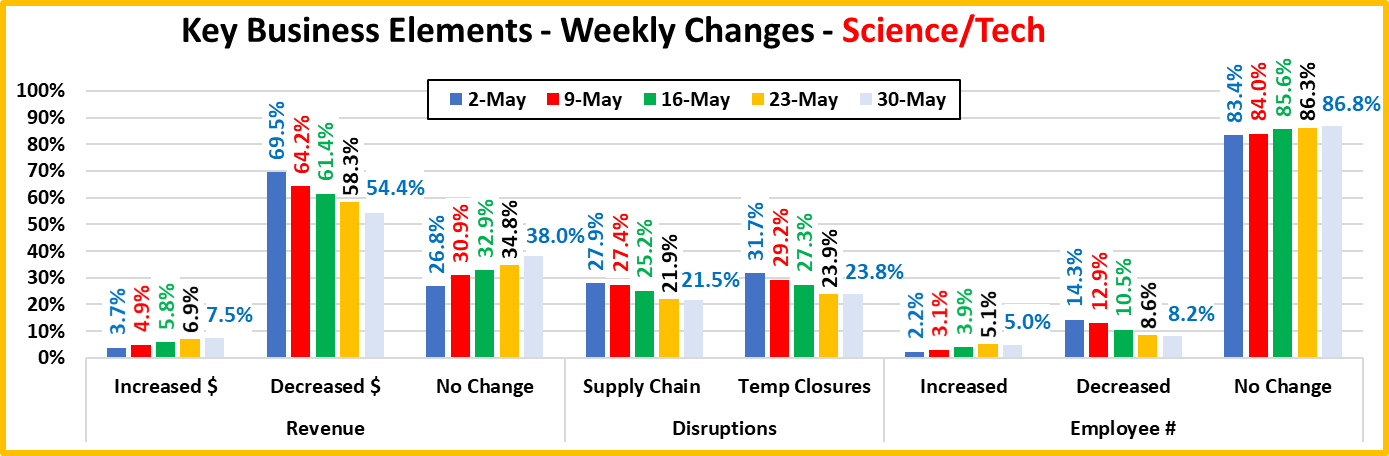 Key Business Elements - Weekly Changes - Science/Tech
2-May 9-May 16-May 23-May 30-May
100%
90%
80%
70%
60%
50%
40%
30%
20%
10%
0%
3.7% 4.9% 5.8% 6.9% 7.5%
69.5% 64.2% 61.4% 58.3% 54.4%
26.8% 30.9% 32.9% 34.8% 38.0%
27.9% 27.4% 25.2% 21.9% 21.5%
31.7% 29.2% 27.3% 23.9% 23.8%
2.2% 3.1% 3.9% 5.1% 5.0%
14.3% 12.9% 10.5% 8.6% 8.2%
83.4% 84.0% 85.6% 86.3% 86.8%
Increased $ Decreased $ No Change Supply Chain Temp Closures Increased Decreased No Change
Revenue Disruptions Employee #